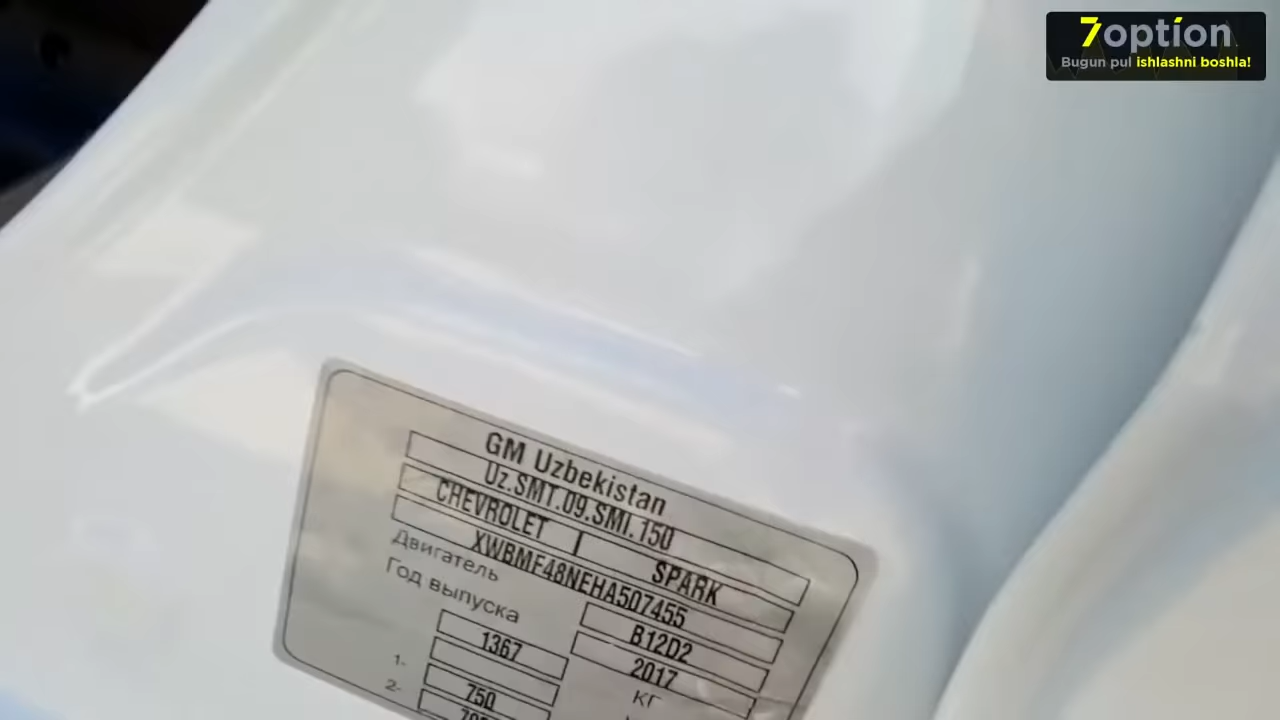 7option
Bugun pul ishlashni boshla!
GM Uzbekistan
Uz.SMT.09.SMI.150
CHEVROLET SPARK
XWBMF48NEHA507455
Двигатель B12D2
Год выпуска 2017
1367 КГ
1- 750
2-